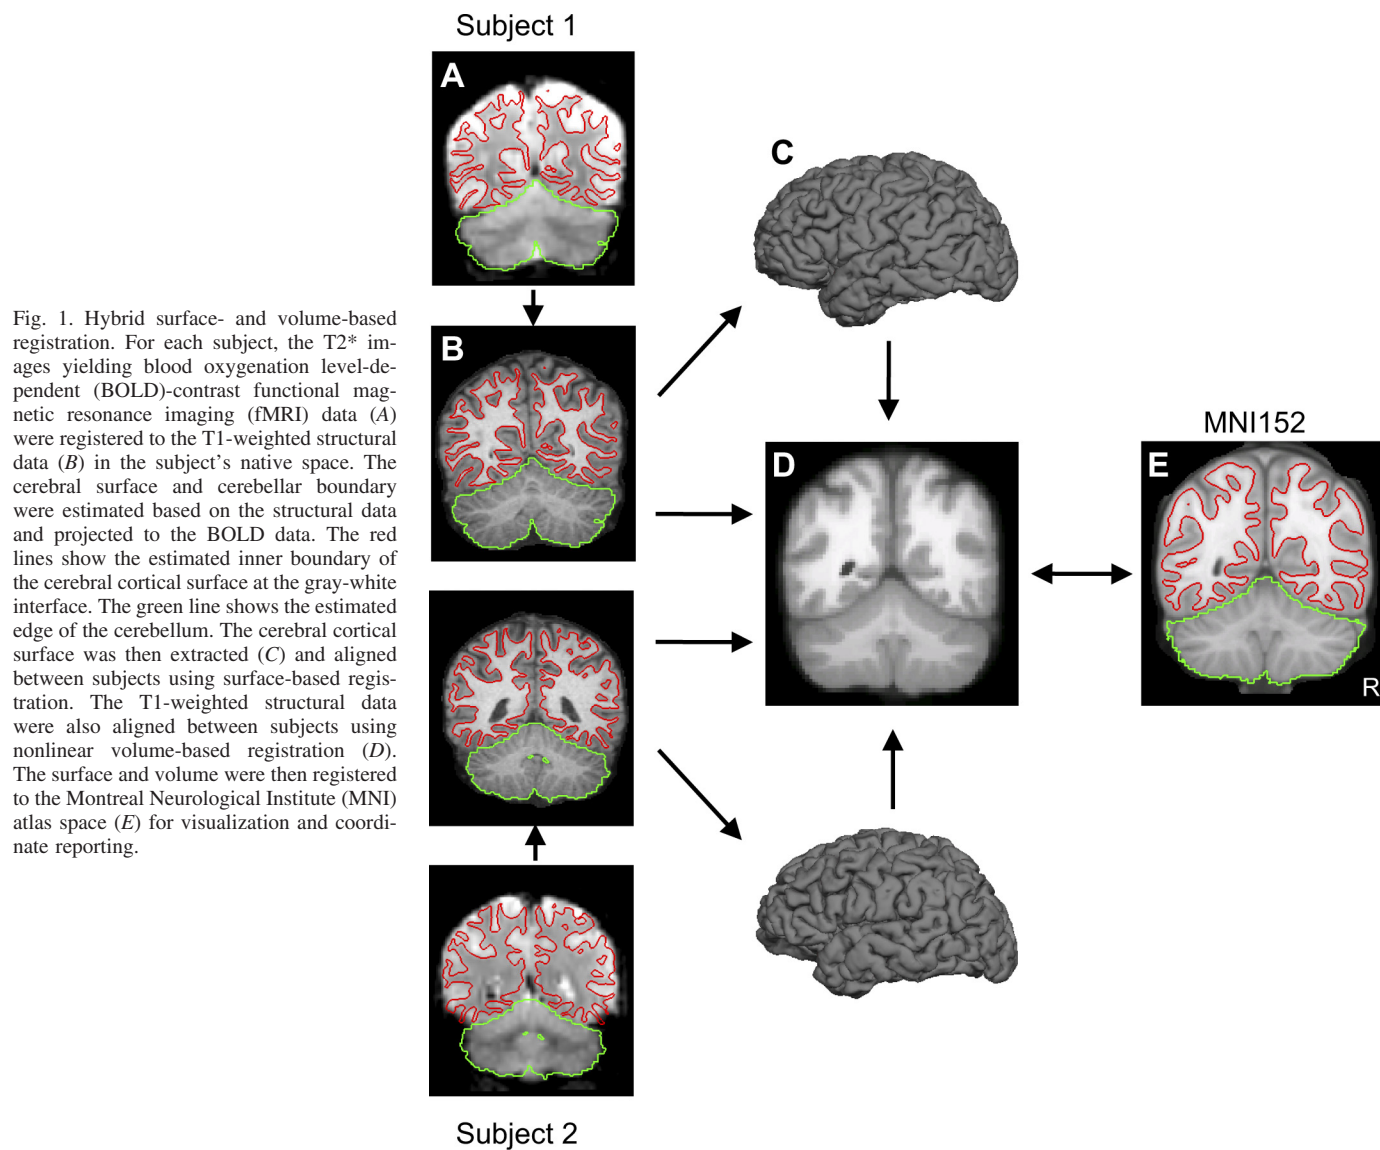 Subject 1
A
C
B
Fig. 1. Hybrid surface- and volume-based
registration. For each subject, the T2* im-
ages yielding blood oxygenation level-de-
pendent (BOLD)-contrast functional mag-
netic resonance imaging (fMRI) data (A)
were registered to the T1-weighted structural
data (B) in the subject's native space. The
cerebral surface and cerebellar boundary
were estimated based on the structural data
and projected to the BOLD data. The red
lines show the estimated inner boundary of
the cerebral cortical surface at the gray-white
interface. The green line shows the estimated
edge of the cerebellum. The cerebral cortical
surface was then extracted (C) and aligned
between subjects using surface-based regis-
tration. The T1-weighted structural data
were also aligned between subjects using
nonlinear volume-based registration (D).
The surface and volume were then registered
to the Montreal Neurological Institute (MNI)
atlas space (E) for visualization and coordi-
nate reporting.
MNI152
D
E
R
Subject 2